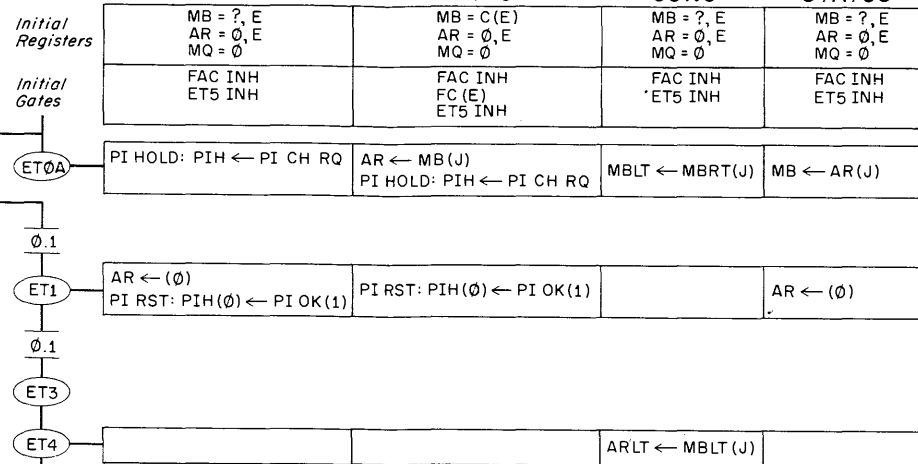 Initial
Registers
MB = ?, E
AR = Ø, E
MQ = Ø
MB = C(E)
AR = Ø, E
MQ = Ø
MB = ?, E
AR = Ø, E
MQ = Ø
MB = ?, E
AR = Ø, E
MQ = Ø
Initial
Gates
FAC INH
ET5 INH
FAC INH
FC (E)
ET5 INH
FAC INH
ET5 INH
FAC INH
ET5 INH
ETØA
PI HOLD: PIH ← PI CH RQ
AR ← MB (J)
PI HOLD: PIH ← PI CH RQ
MBLT ← MBRT(J)
MB ← AR(J)
Ø.1
ET1
AR ← (Ø)
PI RST: PIH(Ø) ← PI OK(1)
PI RST: PIH(Ø) ← PI OK(1)
AR ← (Ø)
Ø.1
ET3
ET4
ARLT ← MBLT (J)